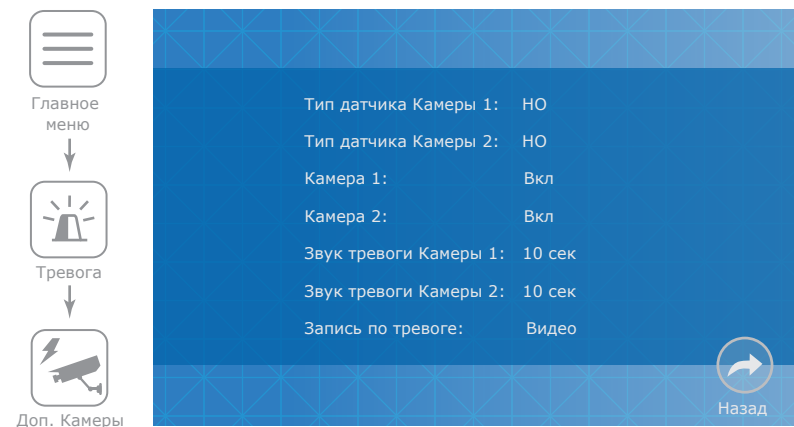 Главное
меню
Тревога
Доп. Камеры
Тип датчика Камеры 1: НО
Тип датчика Камеры 2: НО
Камера 1: Вкл
Камера 2: Вкл
Звук тревоги Камеры 1: 10 сек
Звук тревоги Камеры 2: 10 сек
Запись по тревоге: Видео
Назад